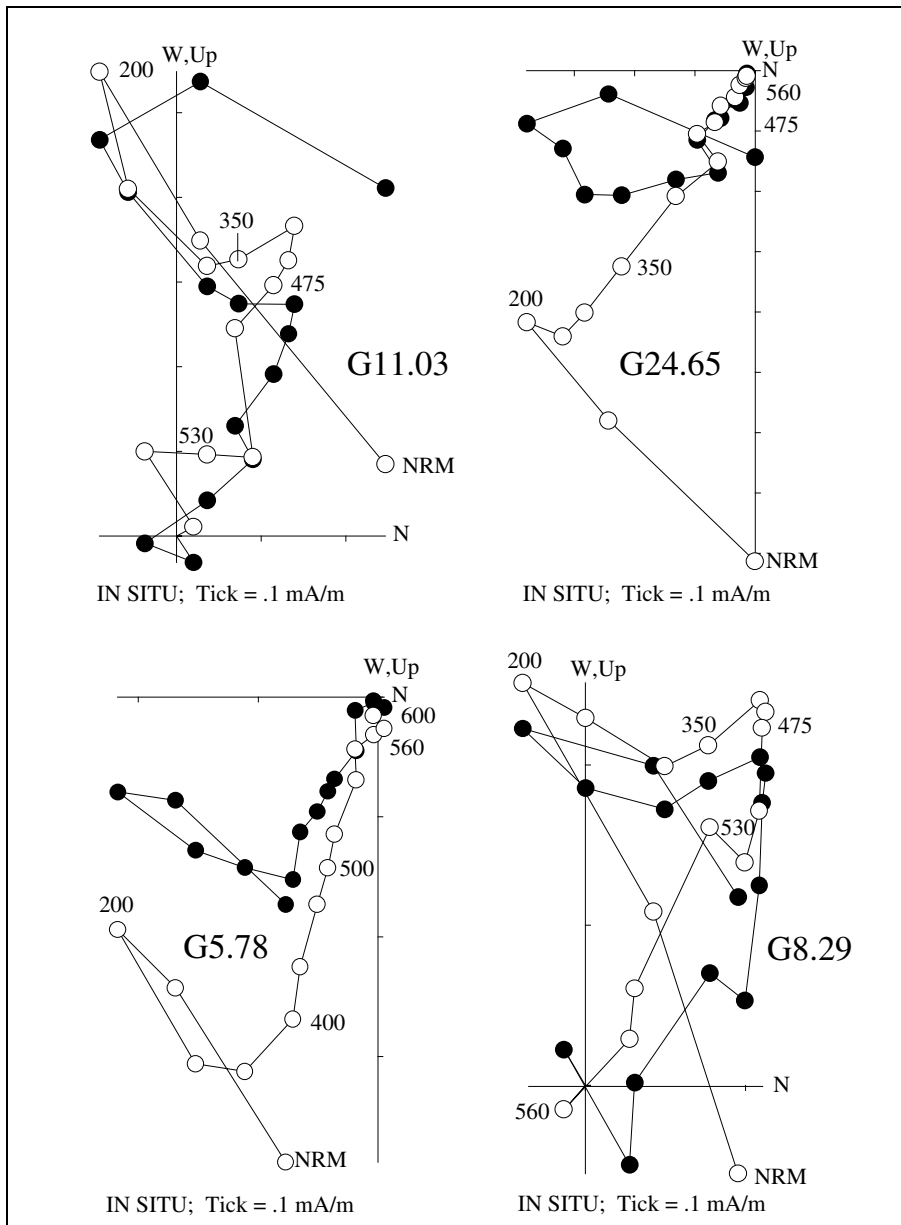 W,Up
200
350
475
G11.03
530
NRM
N
IN SITU; Tick = .1 mA/m
W,Up
N
560
475
350
200
G24.65
NRM
IN SITU; Tick = .1 mA/m
W,Up
N
600
560
500
200
G5.78
400
NRM
IN SITU; Tick = .1 mA/m
200
W,Up
350
475
530
G8.29
N
560
NRM
IN SITU; Tick = .1 mA/m